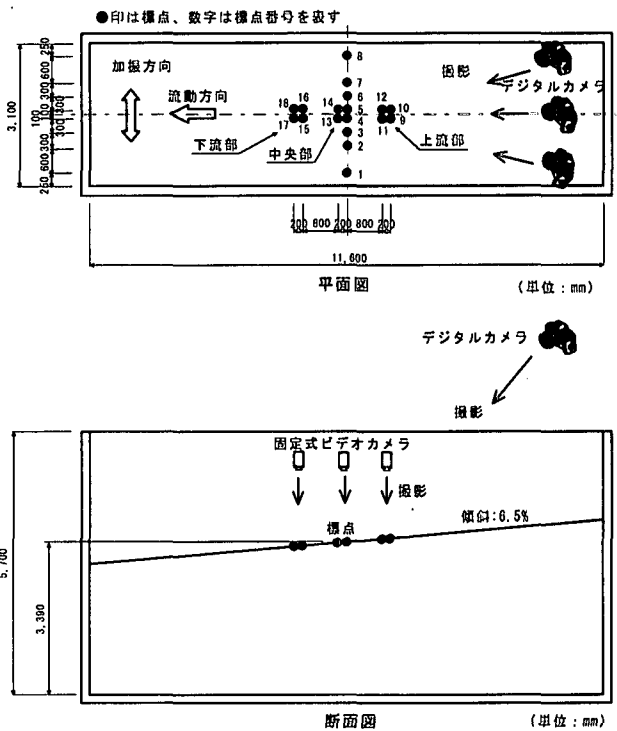 ●印は標点、数字は標点番号を表す
加振方向
流動方向
撮影
デジタルカメラ
下流部
中央部
上流部
8
7
6
5
4
3
2
1
18
16
17
15
14
13
12
10
11
9
3,100
250
600
300
300
100
300
300
600
250
200
800
200
800
200
11,600
平面図
(単位：mm)
デジタルカメラ
撮影
固定式ビデオカメラ
撮影
標点
傾斜：6.5%
5,700
3,390
断面図
(単位：mm)